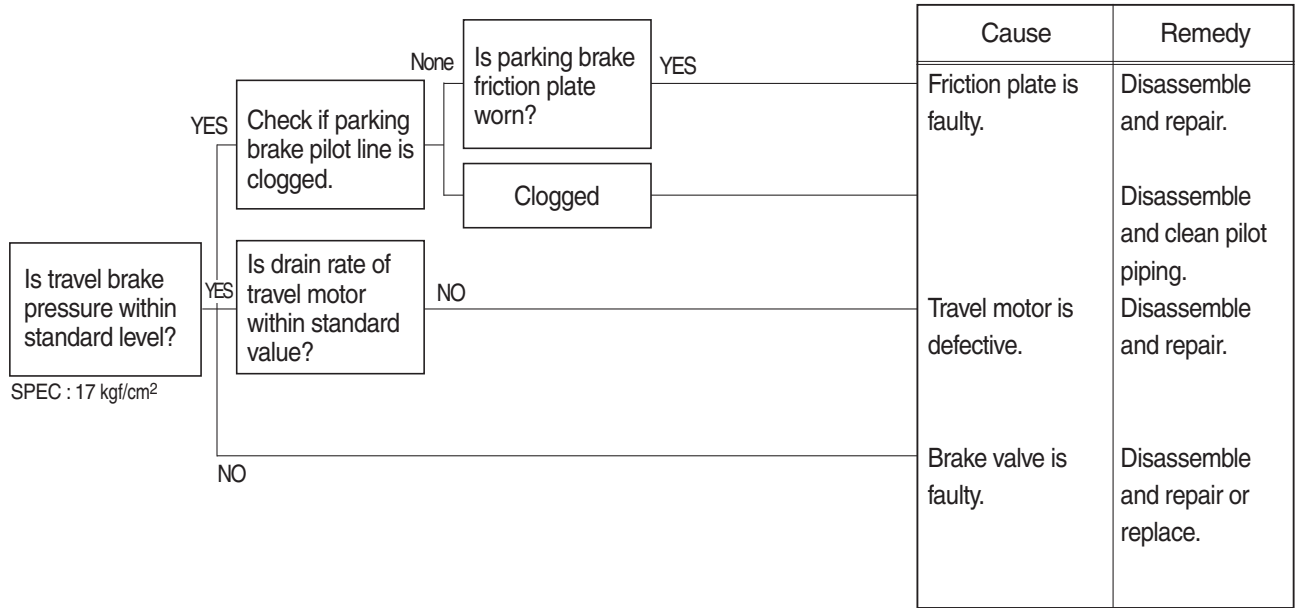 Cause
Remedy
None
Is parking brake
friction plate
worn?
YES
Friction plate is
faulty.
Disassemble
and repair.
YES
Check if parking
brake pilot line is
clogged.
Clogged
Disassemble
and clean pilot
piping.
Is travel brake
pressure within
standard level?
SPEC : 17 kgf/cm²
YES
Is drain rate of
travel motor
within standard
value?
NO
Travel motor is
defective.
Disassemble
and repair.
NO
Brake valve is
faulty.
Disassemble
and repair or
replace.